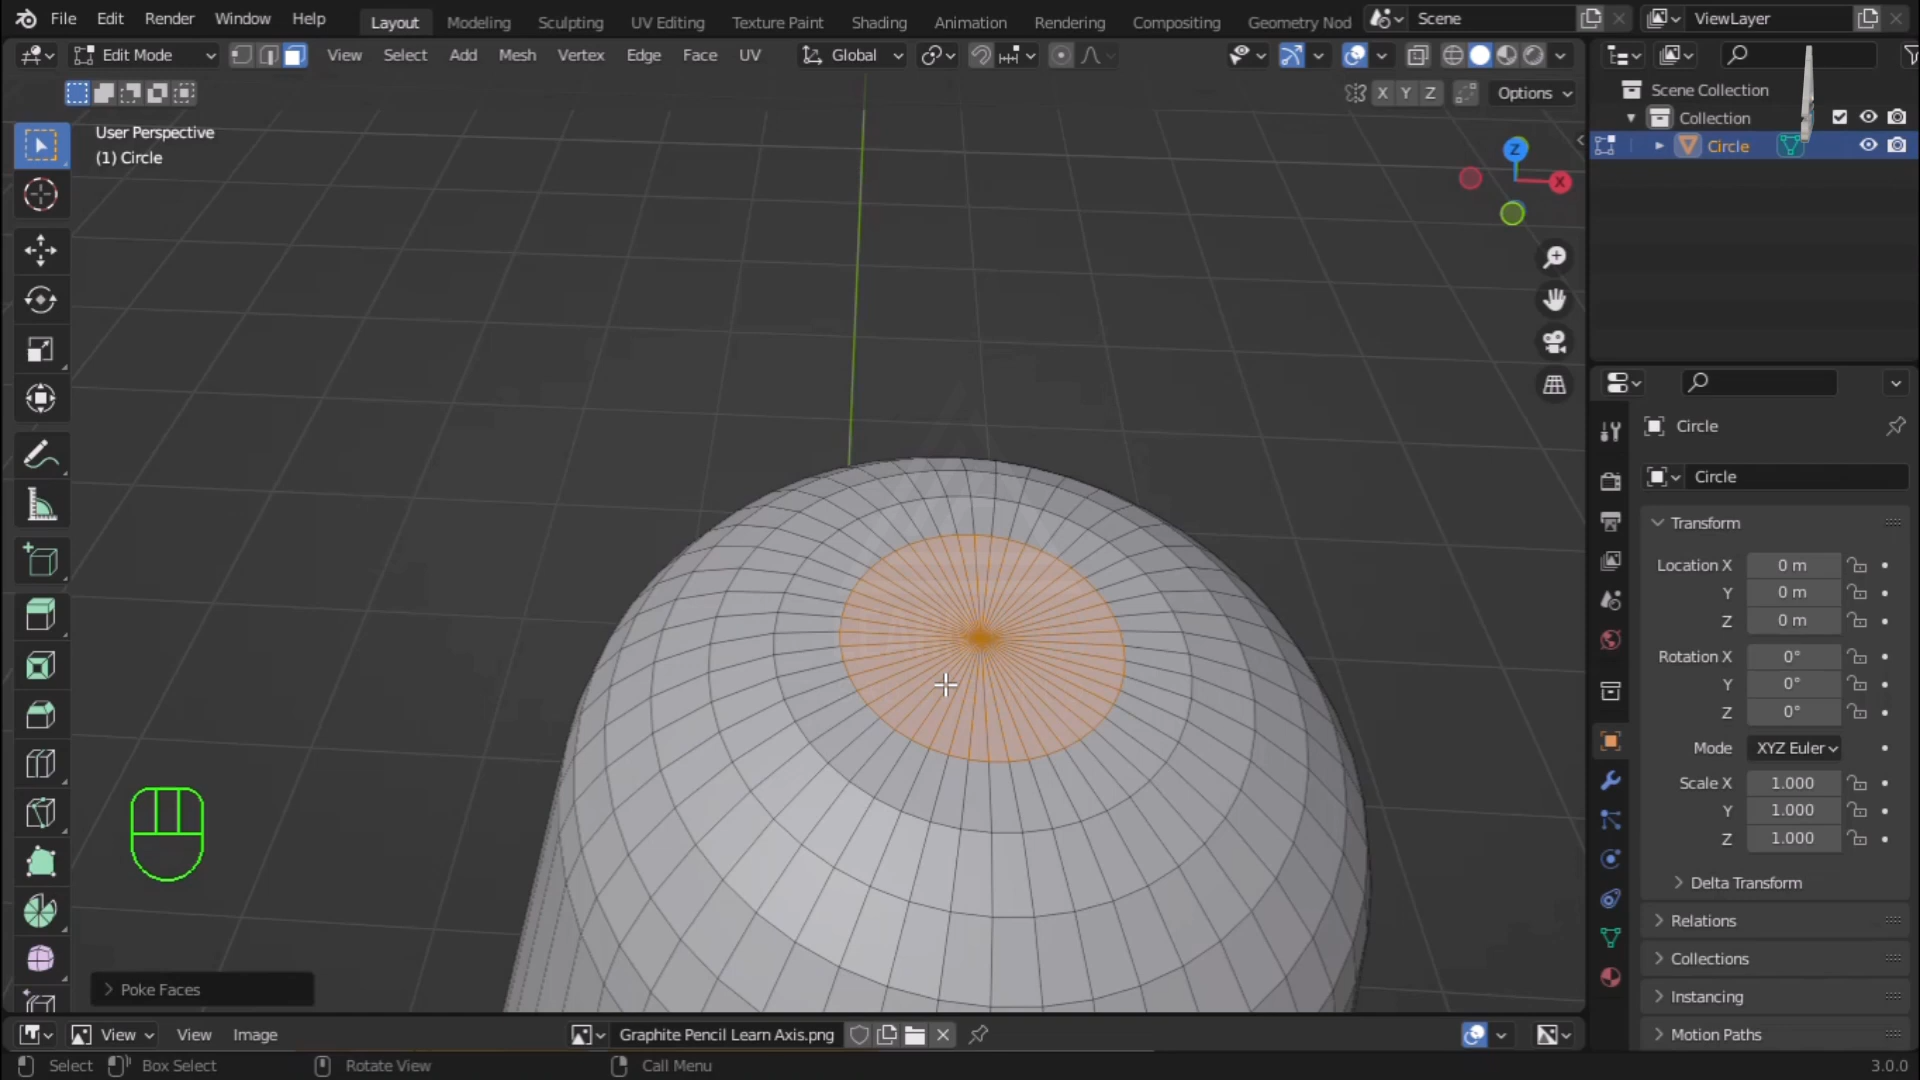 File Edit Render Window Help Layout Modeling Sculpting UV Editing Texture Paint Shading Animation Rendering Compositing Geometry Nod Scene ViewLayer
Edit Mode View Select Add Mesh Vertex Edge Face UV Global
X Y Z Options
User Perspective
(1) Circle
Z
X
Scene Collection
Collection
Circle
Circle
Circle
Transform
Location X 0 m
Y 0 m
Z 0 m
Rotation X 0°
Y 0°
Z 0°
Mode XYZ Euler
Scale X 1.000
Y 1.000
Z 1.000
Delta Transform
Relations
Collections
Instancing
Motion Paths
Poke Faces
View View Image Graphite Pencil Learn Axis.png
Select Box Select Rotate View Call Menu 3.0.0